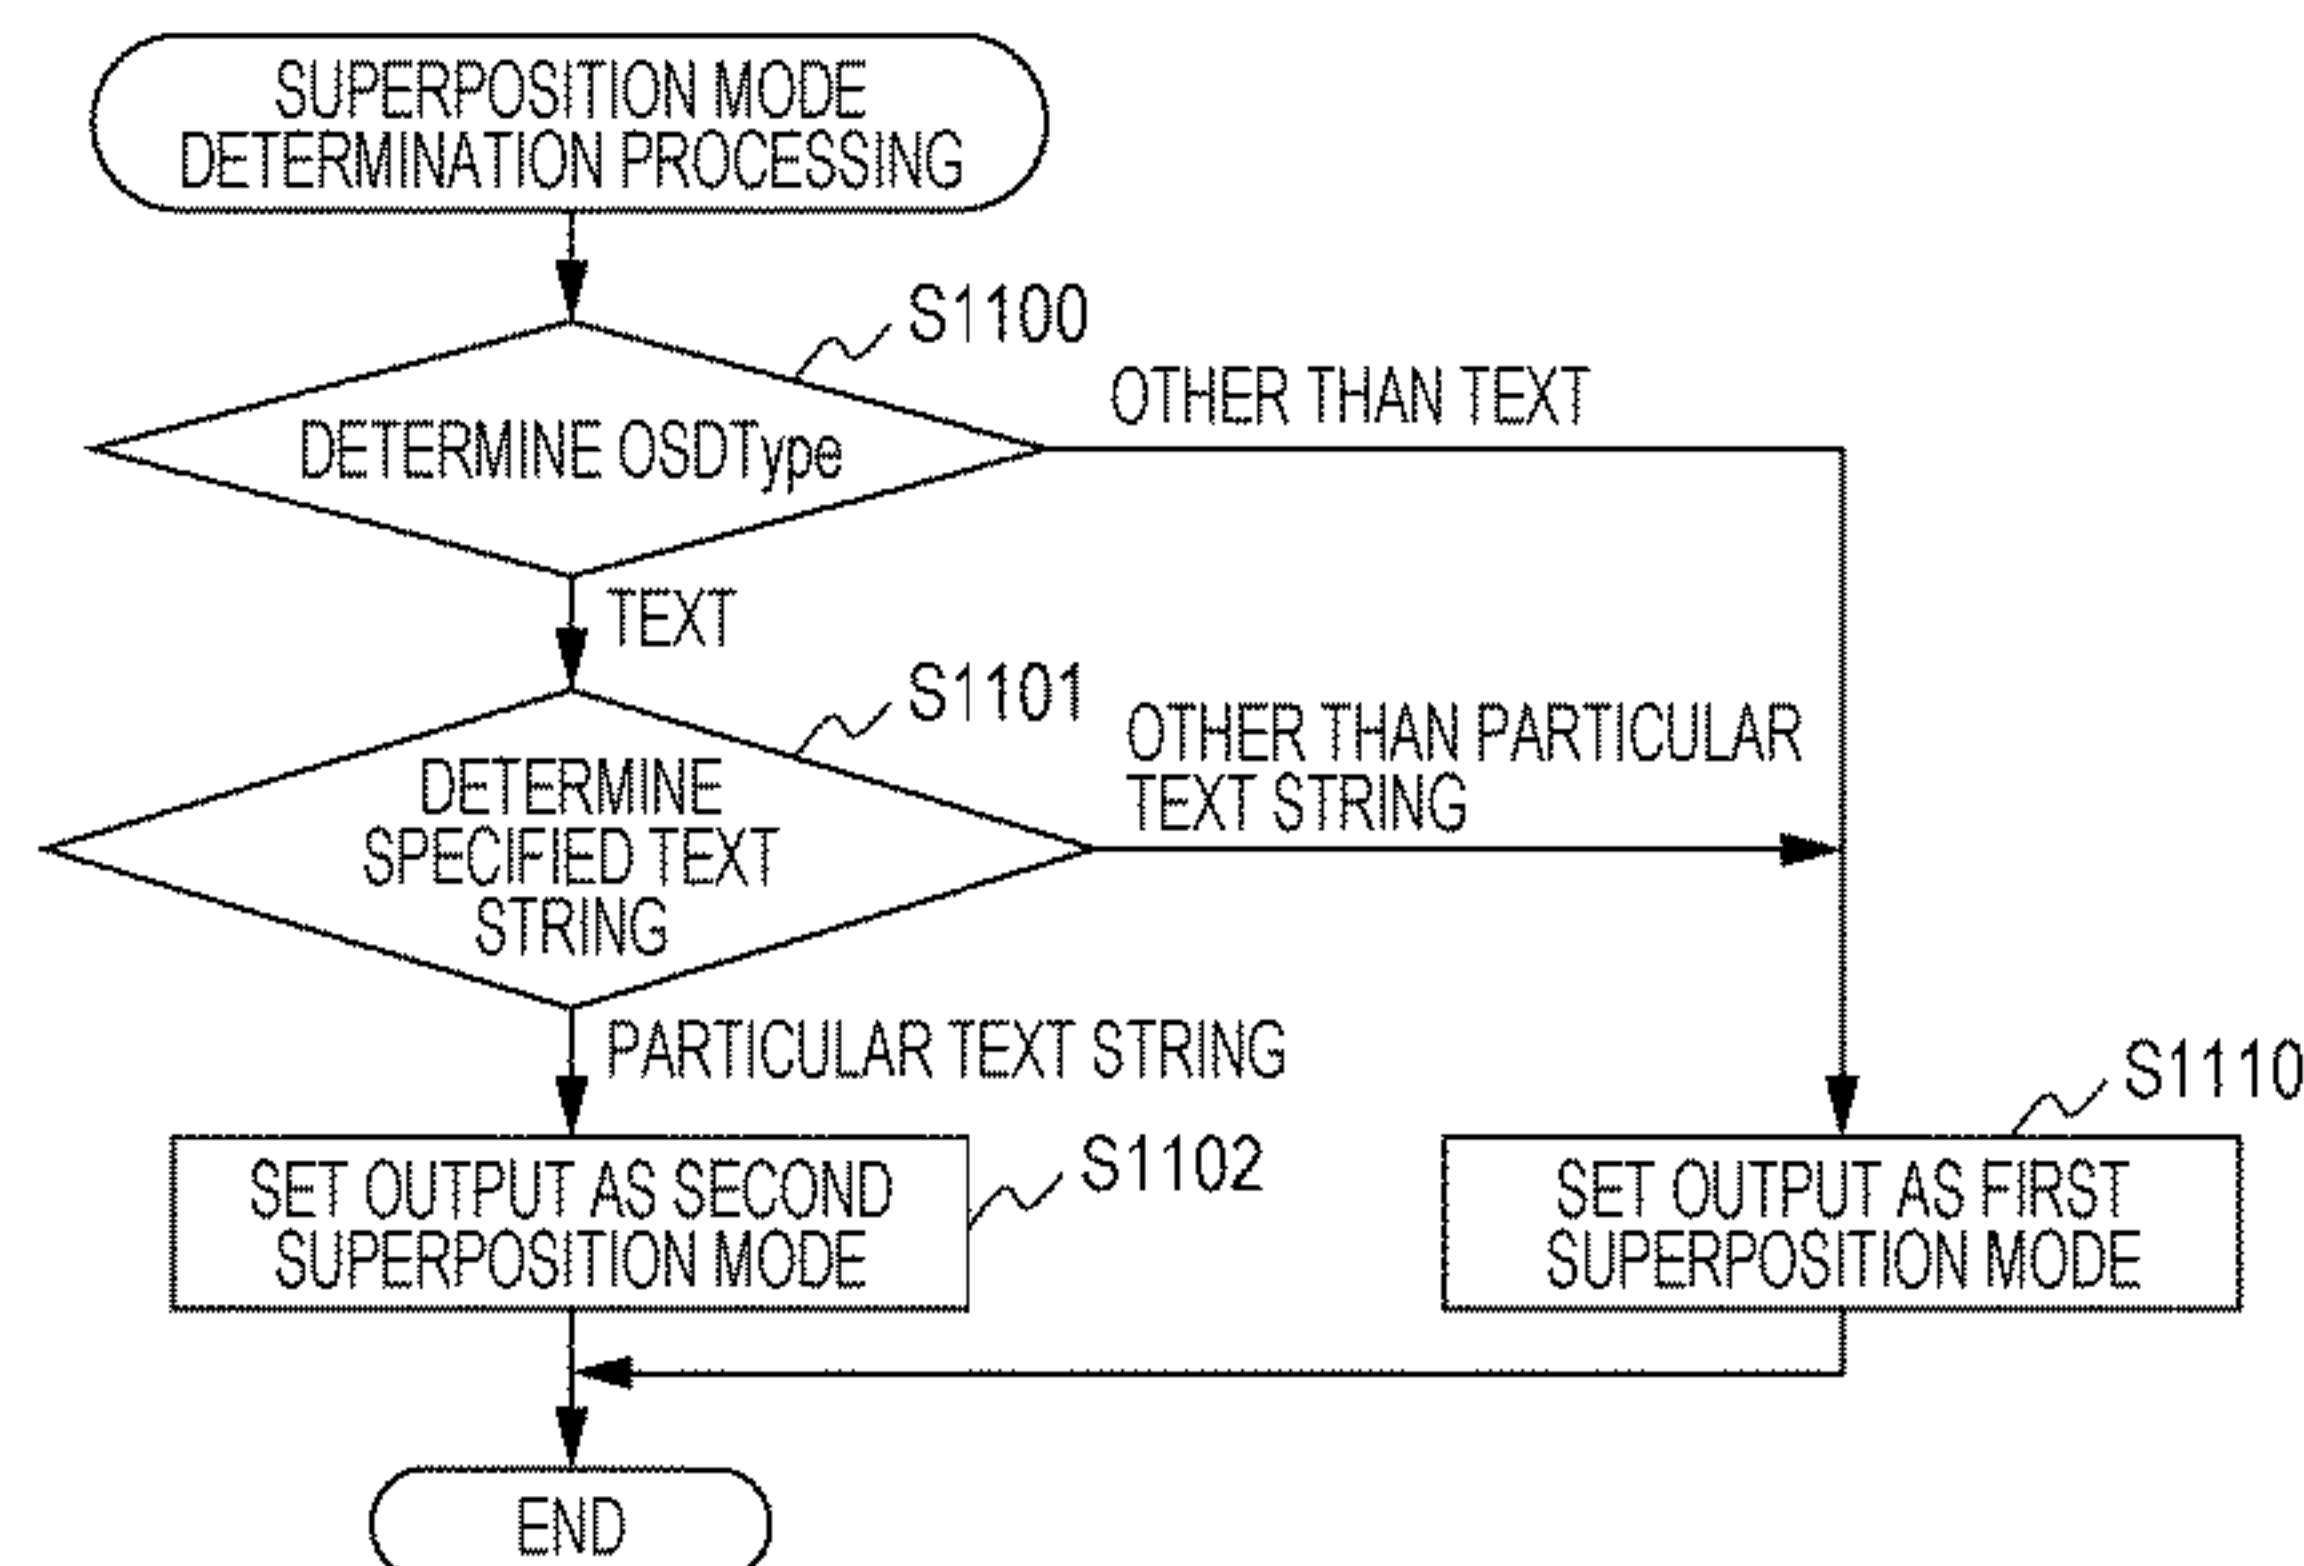 SUPERPOSITION MODE
DETERMINATION PROCESSING
S1100
OTHER THAN TEXT
DETERMINE OSDType
TEXT
S1101
OTHER THAN PARTICULAR
TEXT STRING
DETERMINE
SPECIFIED TEXT
STRING
PARTICULAR TEXT STRING
S1110
S1102
SET OUTPUT AS SECOND
SUPERPOSITION MODE
SET OUTPUT AS FIRST
SUPERPOSITION MODE
END